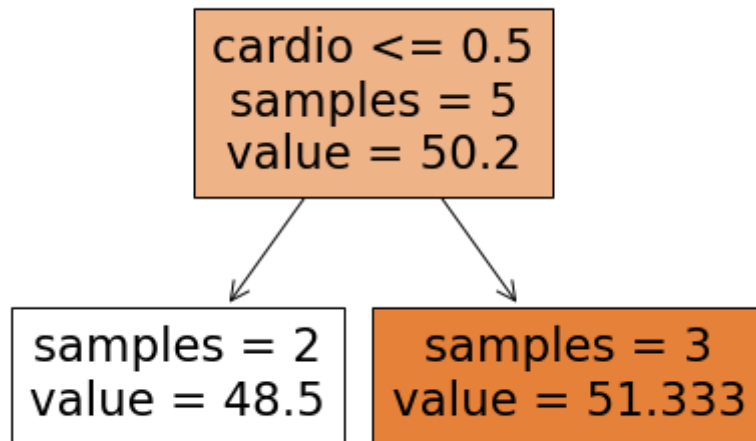 cardio <= 0.5
samples = 5
value = 50.2
samples = 2
value = 48.5
samples = 3
value = 51.333